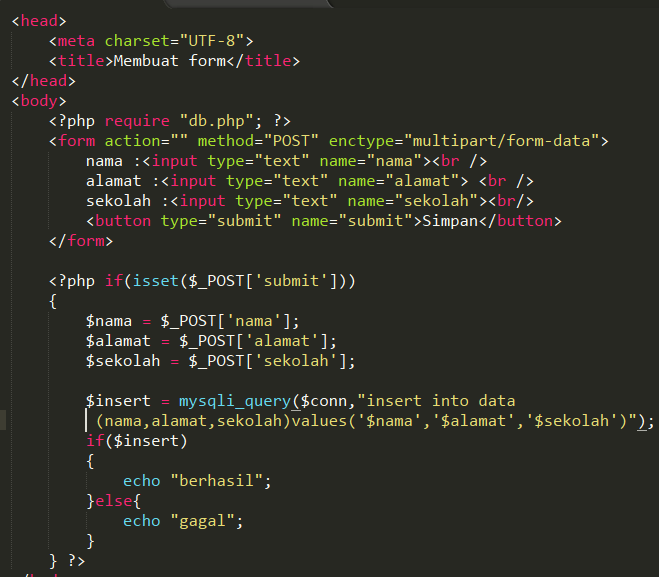 <head>
<meta charset="UTF-8">
<title>Membuat form</title>
</head>
<body>
<?php require "db.php"; ?>
<form action="" method="POST" enctype="multipart/form-data">
nama :<input type="text" name="nama"><br />
alamat :<input type="text" name="alamat"> <br />
sekolah :<input type="text" name="sekolah"><br/>
<button type="submit" name="submit">Simpan</button>
</form>
<?php if(isset($_POST['submit']))
{
$nama = $_POST['nama'];
$alamat = $_POST['alamat'];
$sekolah = $_POST['sekolah'];
$insert = mysqli_query($conn,"insert into data
(nama,alamat,sekolah)values('$nama','$alamat','$sekolah')");
if($insert)
{
echo "berhasil";
}else{
echo "gagal";
}
} ?>